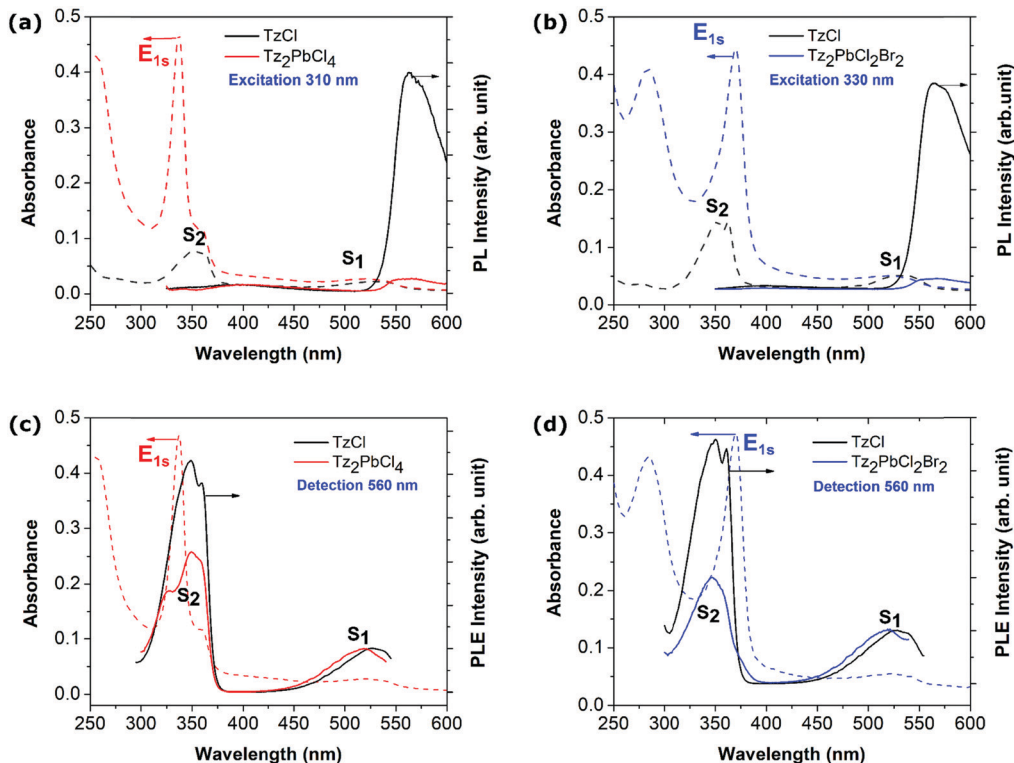 (a)
0.5
0.4
0.3
0.2
0.1
0.0
Absorbance
E1s
TzCl
Tz2PbCl4
Excitation 310 nm
S2
S1
PL Intensity (arb. unit)
250 300 350 400 450 500 550 600
Wavelength (nm)
(b)
0.5
0.4
0.3
0.2
0.1
0.0
Absorbance
E1s
TzCl
Tz2PbCl2Br2
Excitation 330 nm
S2
S1
PL Intensity (arb.unit)
250 300 350 400 450 500 550 600
Wavelength (nm)
(c)
0.5
0.4
0.3
0.2
0.1
0.0
Absorbance
E1s
TzCl
Tz2PbCl4
Detection 560 nm
S2
S1
PLE Intensity (arb. unit)
250 300 350 400 450 500 550 600
Wavelength (nm)
(d)
0.5
0.4
0.3
0.2
0.1
0.0
Absorbance
E1s
TzCl
Tz2PbCl2Br2
Detection 560 nm
S2
S1
PLE Intensity (arb. unit)
250 300 350 400 450 500 550 600
Wavelength (nm)